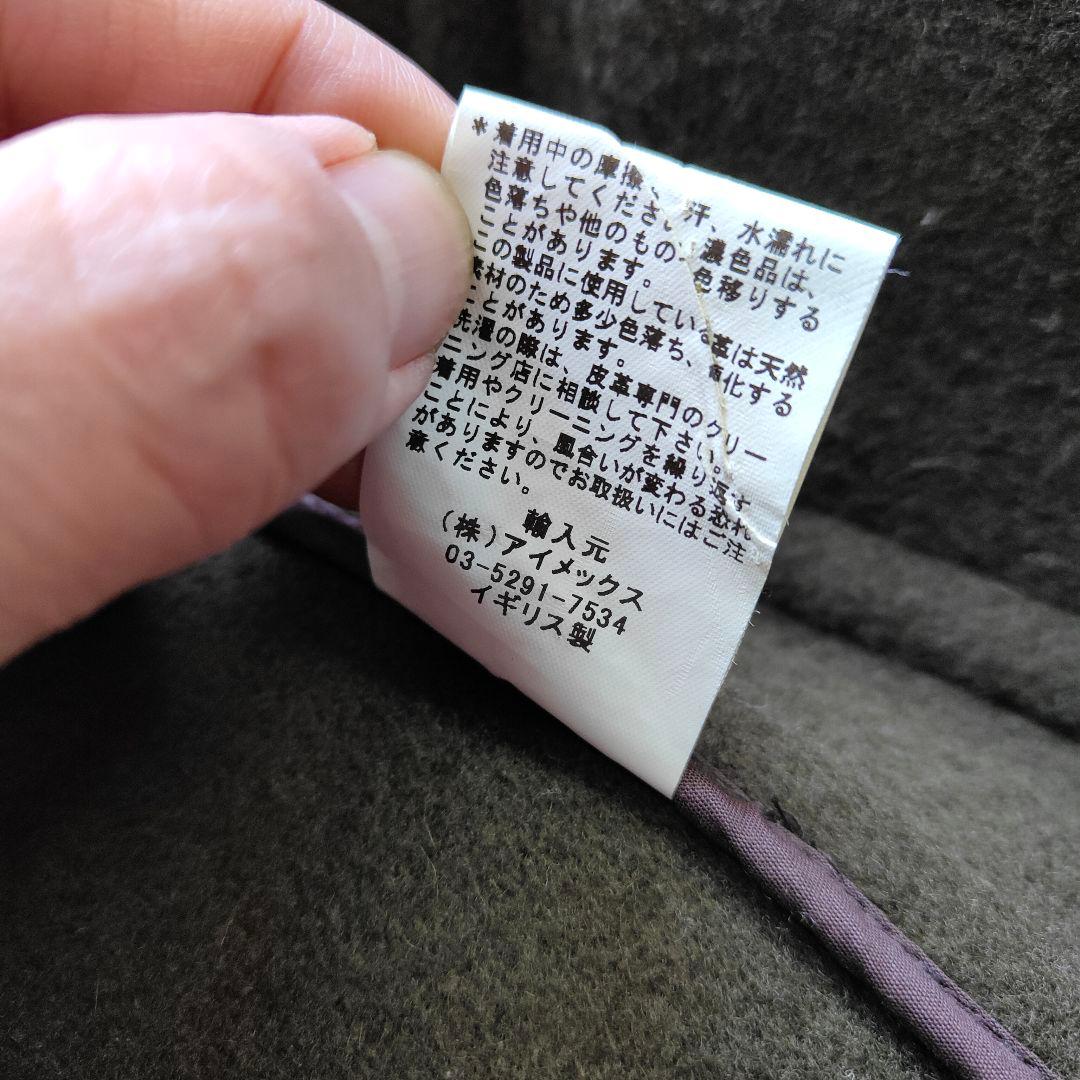 *着用中の摩擦、汗、水濡れに
注意してください。濃色品は、
色落ちや他のもの 色移りする
ことがあります。
この製品に使用している革は天然
素材のため多少色落ち、 化する
ことがあります。
洗濯の際は、皮革専門のクリー
ニング店に相談して下さい。
着用やクリーニングを繰り返す
ことにより、風合いが変わる恐れ
がありますのでお取扱いにはご注
意ください。
輸入元
(株)アイメックス
03-5291-7534
イギリス製